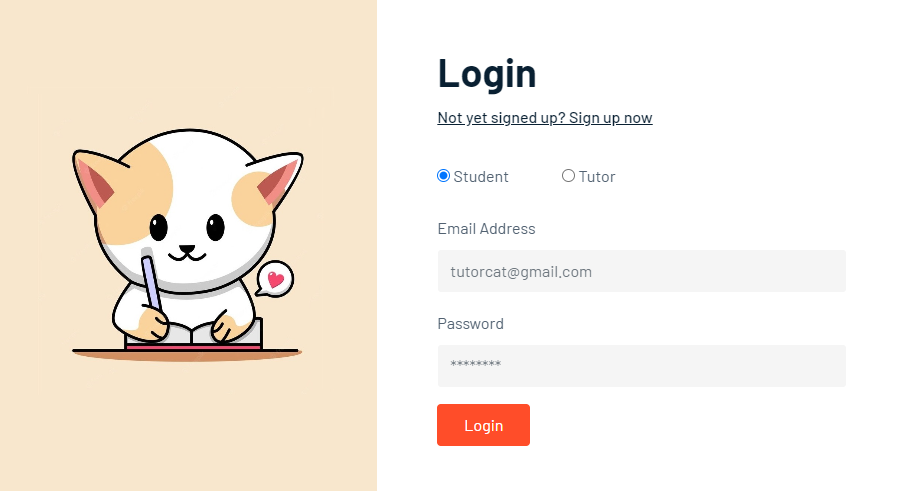 Login
Not yet signed up? Sign up now
Student Tutor
Email Address
tutorcat@gmail.com
Password
********
Login